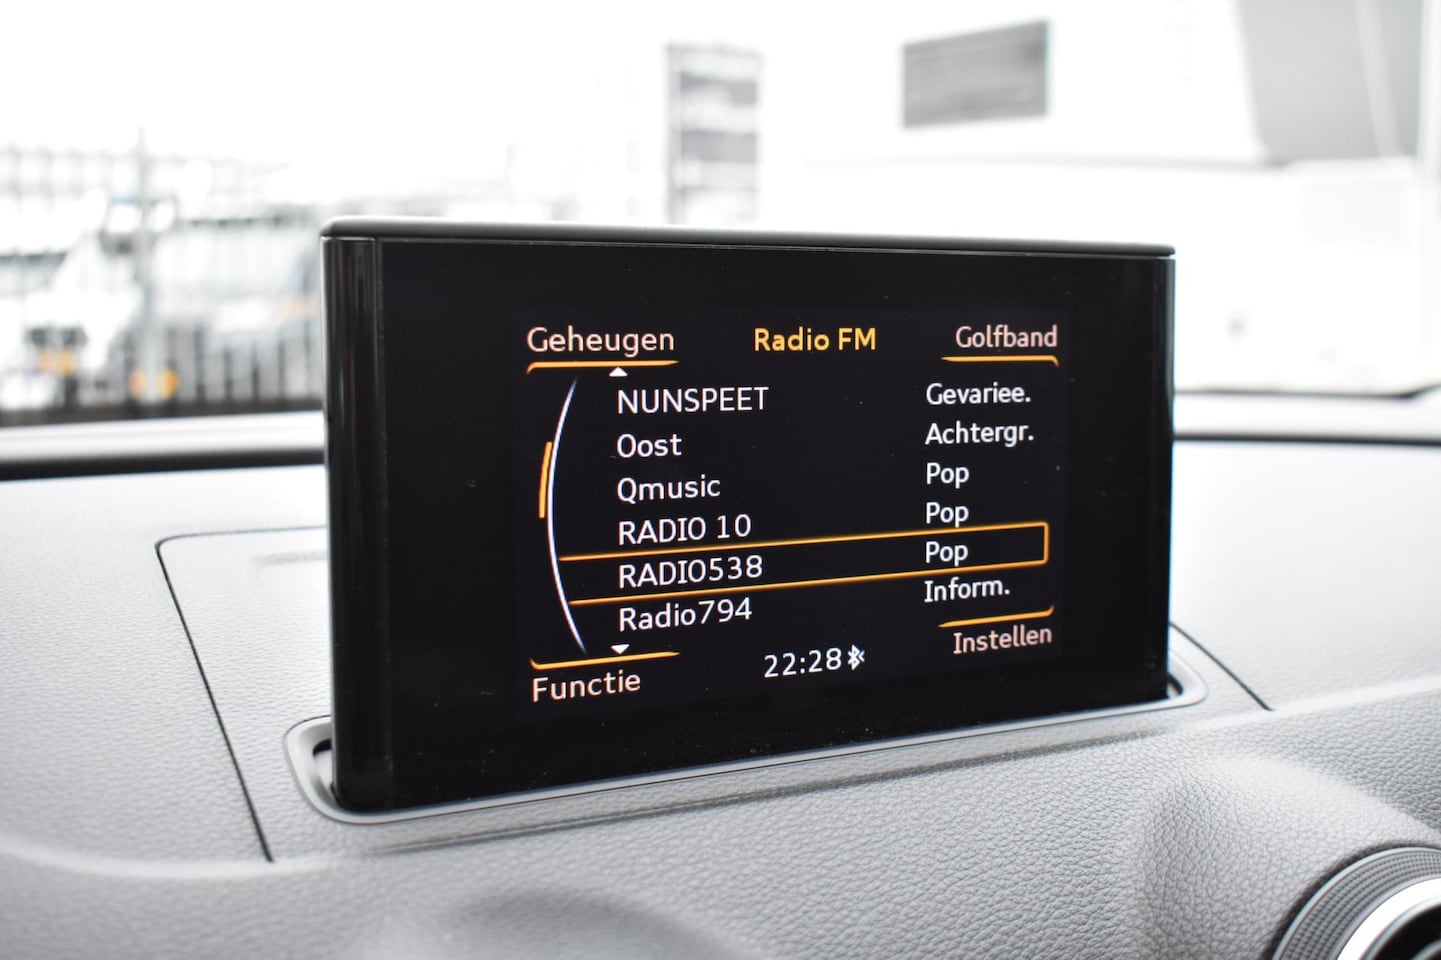 Geheugen Radio FM Golfband
NUNSPEET Gevariee.
Oost Achtergr.
Qmusic Pop
RADIO 10 Pop
RADIO538 Pop
Radio794 Inform.
Functie 22:28 Instellen